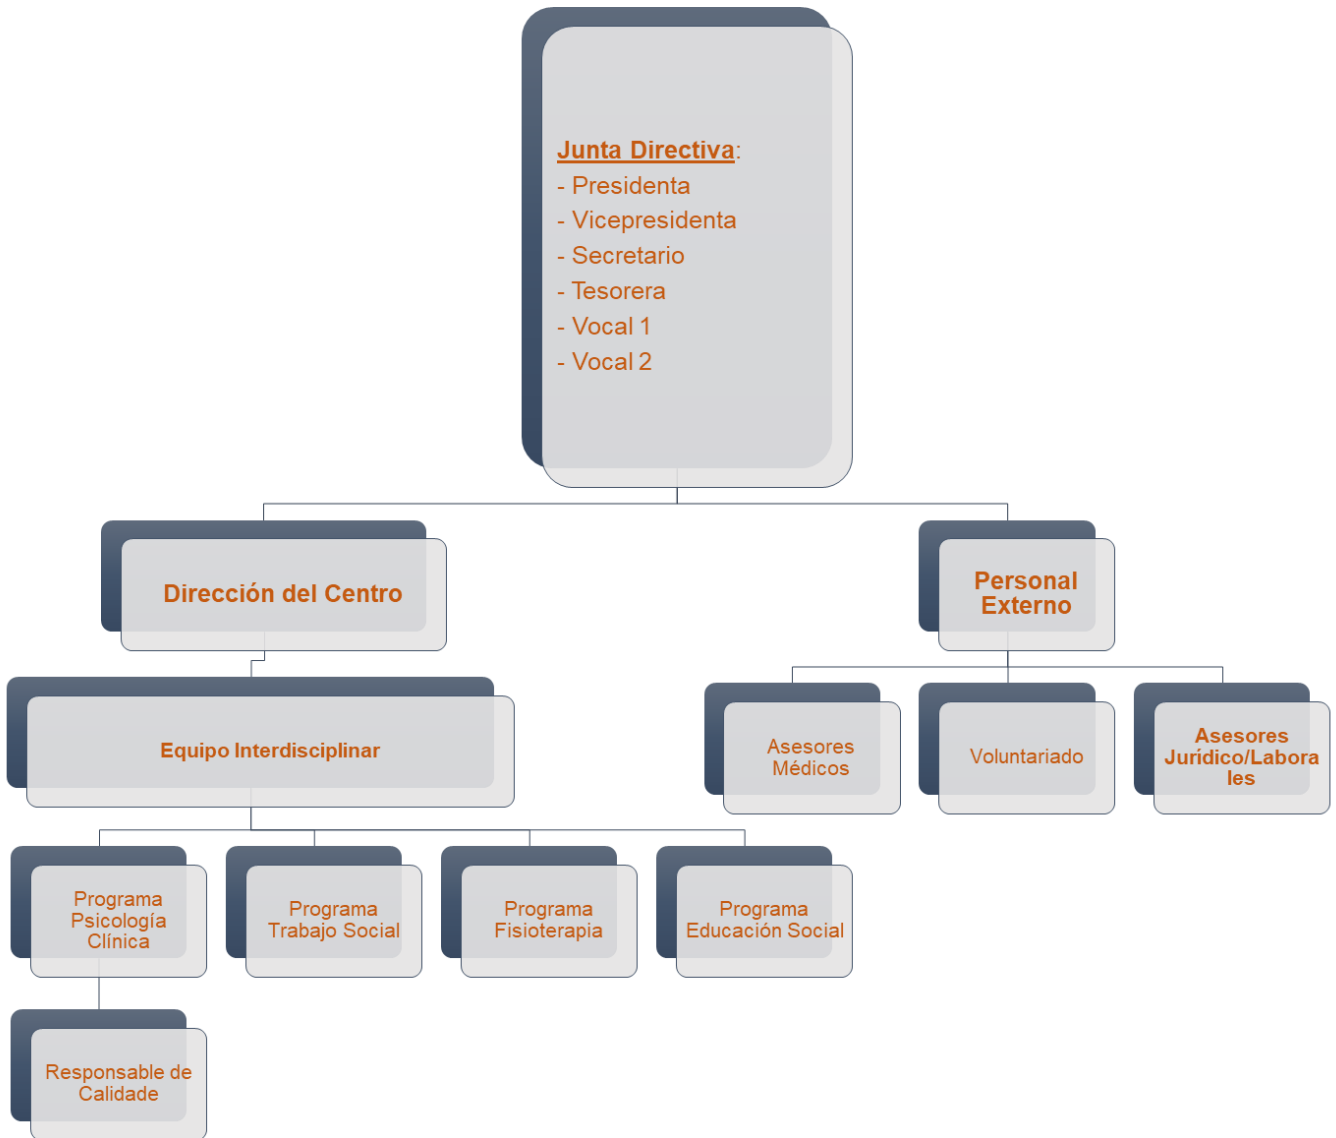 Junta Directiva:
- Presidenta
- Vicepresidenta
- Secretario
- Tesorera
- Vocal 1
- Vocal 2
Dirección del Centro
Personal
Externo
Equipo Interdisciplinar
Asesores
Médicos
Voluntariado
Asesores
Jurídico/Labora
les
Programa
Psicología
Clínica
Programa
Trabajo Social
Programa
Fisioterapia
Programa
Educación Social
Responsable de
Calidade